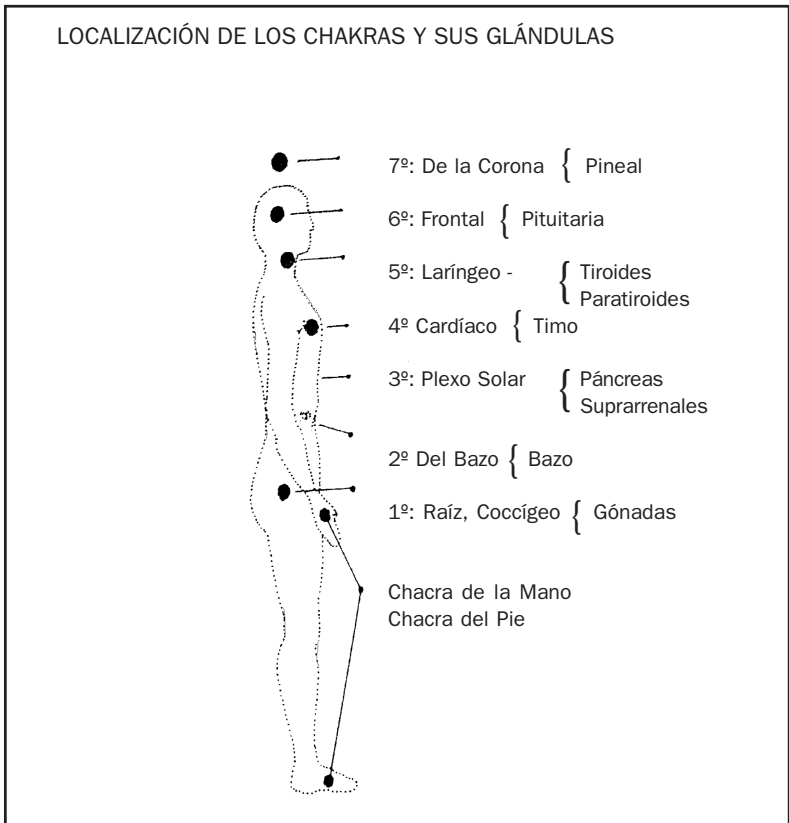 LOCALIZACIÓN DE LOS CHAKRAS Y SUS GLÁNDULAS
7º: De la Corona { Pineal
6º: Frontal { Pituitaria
5º: Laríngeo - { Tiroides
Paratiroides
4º Cardíaco { Timo
3º: Plexo Solar { Páncreas
Suprarrenales
2º Del Bazo { Bazo
1º: Raíz, Coccígeo { Gónadas
Chacra de la Mano
Chacra del Pie